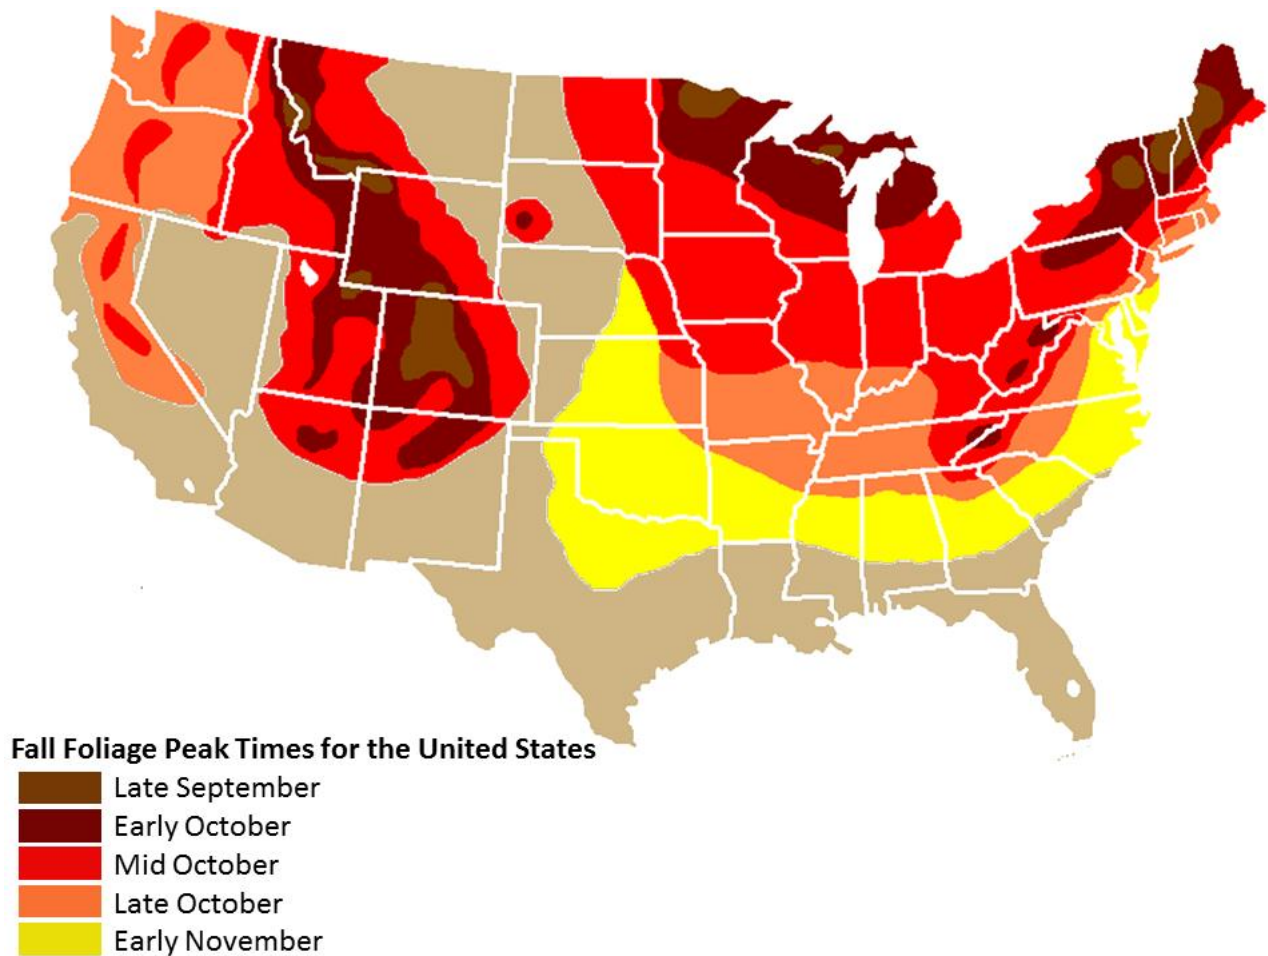 Fall Foliage Peak Times for the United States
Late September
Early October
Mid October
Late October
Early November